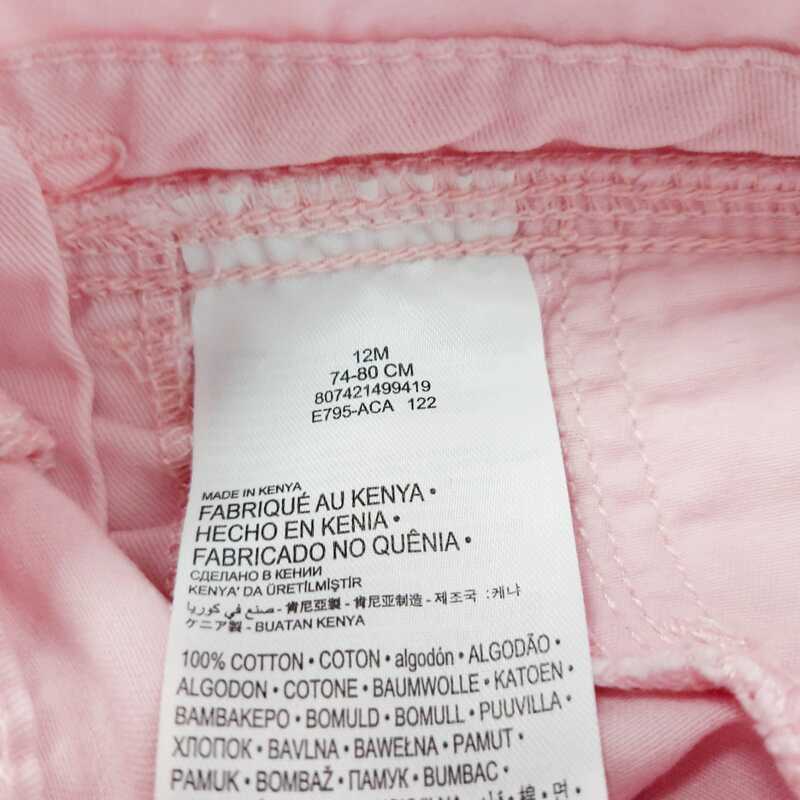 12M
74-80 CM
807421499419
E795-ACA 122
MADE IN KENYA
FABRIQUÉ AU KENYA •
HECHO EN KENIA •
FABRICADO NO QUÊNIA •
СДЕЛАНО В КЕНИИ
KENYA' DA ÜRETİLMİŞTİR
صنع في كوريا - 肯尼亞製 - 肯尼亚制造 - 제조국 :케냐
ケニア製 - BUATAN KENYA
100% COTTON • COTON • algodón • ALGODÃO •
ALGODON • COTONE • BAUMWOLLE • KATOEN •
ΒΑΜΒΑΚΕΡΟ • BOMULD • BOMULL • PUUVILLA •
ХЛОПОК • BAVLNA • BAWEŁNA • PAMUT •
PAMUK • BOMBAŽ • ПАМУК • BUMBAC •